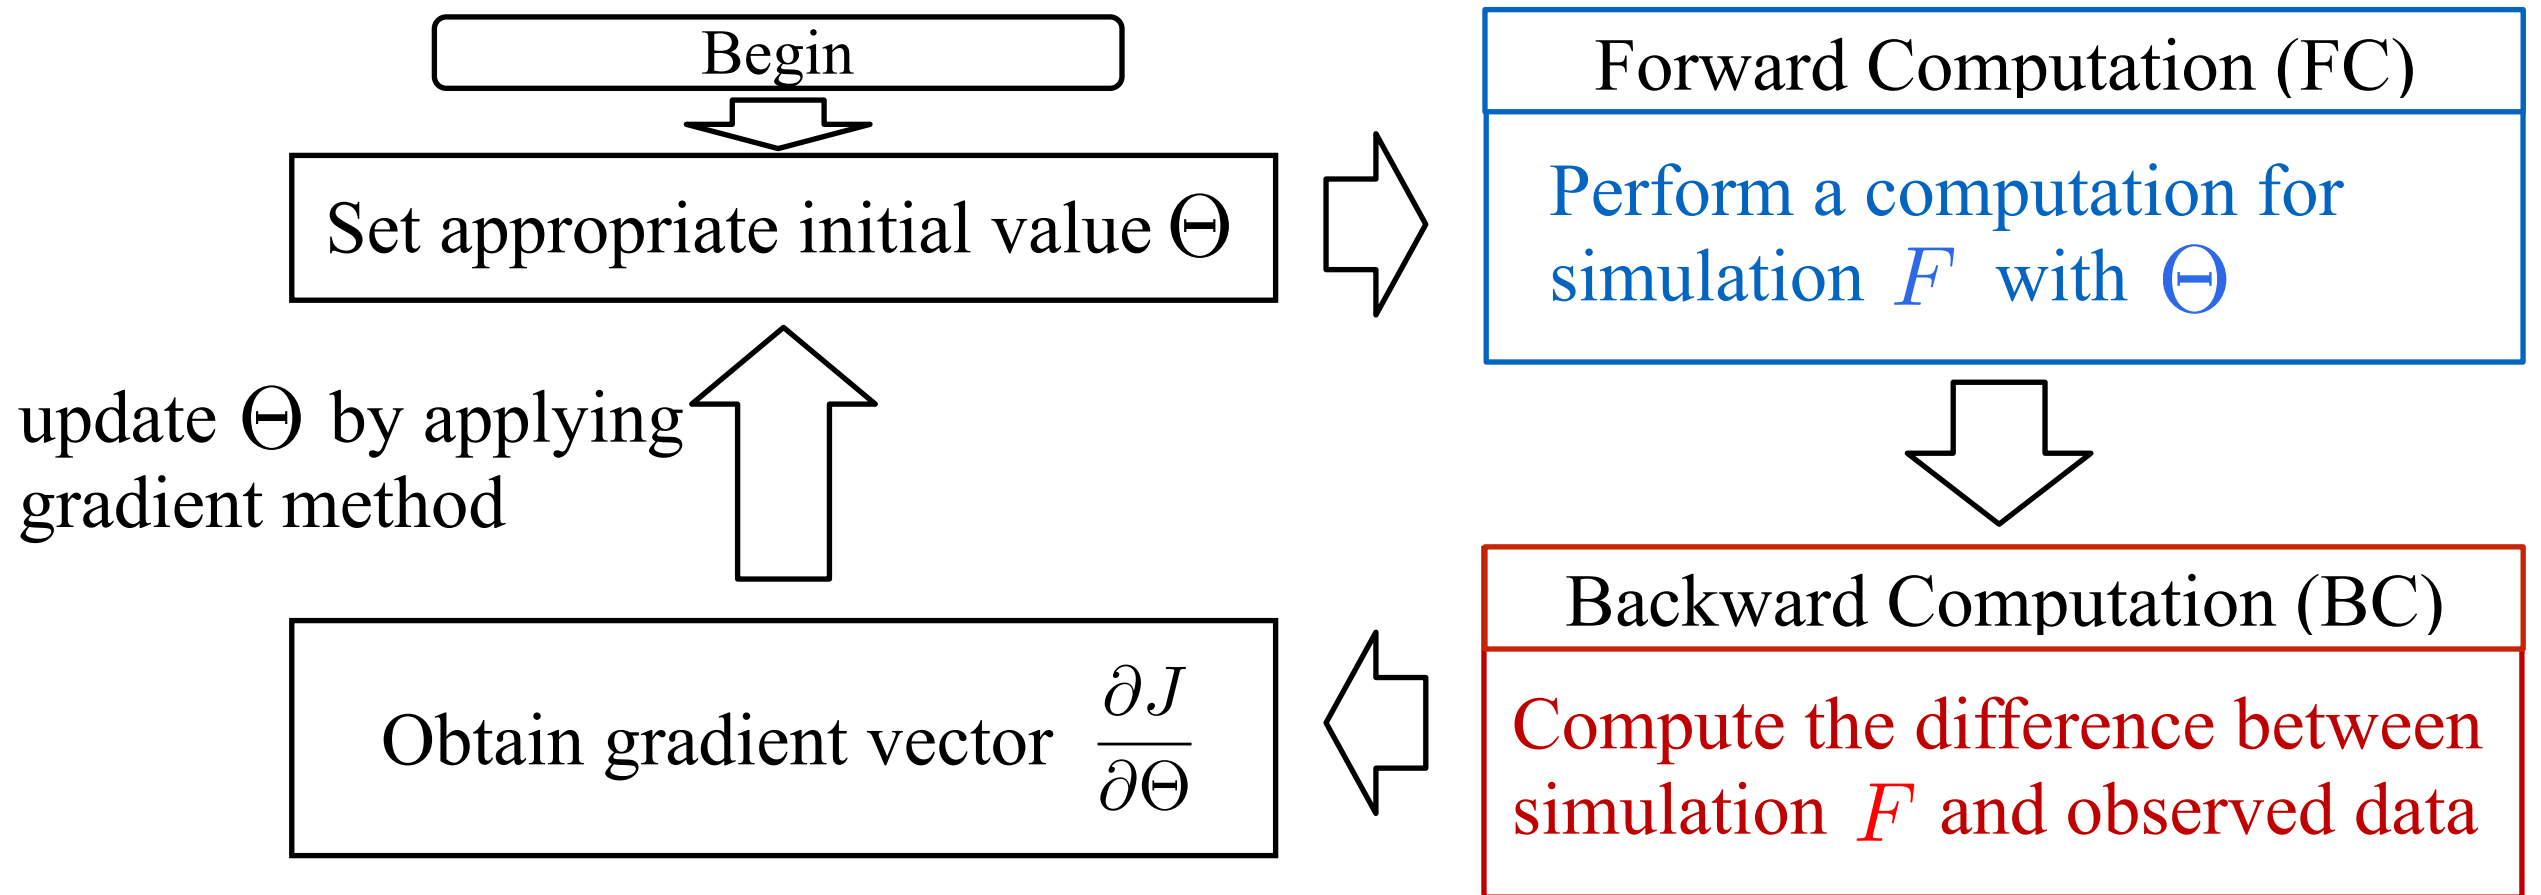 Begin
Set appropriate initial value Θ
Forward Computation (FC)
Perform a computation for
simulation F with Θ
Backward Computation (BC)
Compute the difference between
simulation F and observed data
Obtain gradient vector ∂J/∂Θ
update Θ by applying
gradient method